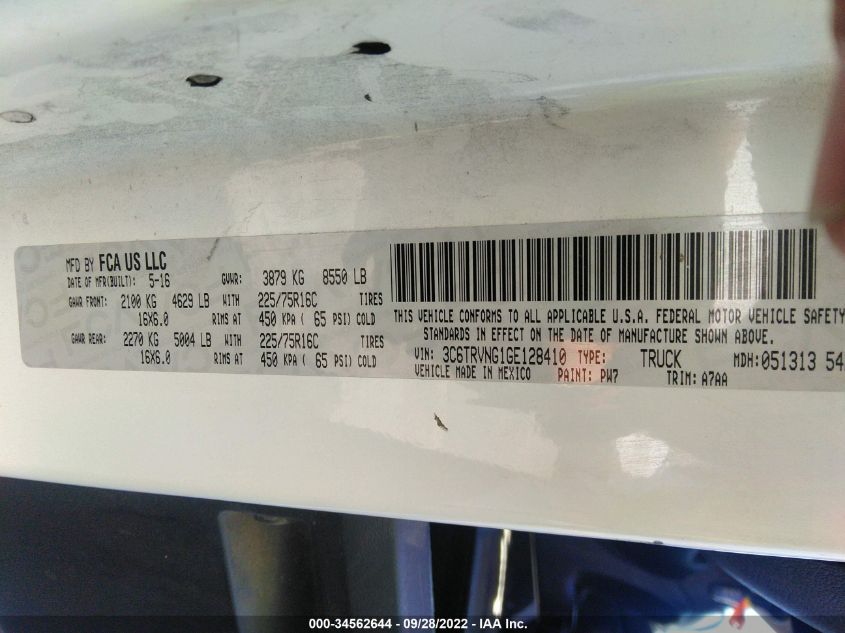 MFD BY FCA US LLC
DATE OF MFR(BUILT): 5-16 GVWR: 3879 KG 8550 LB
GAWR FRONT: 2100 KG 4629 LB WITH 225/75R16C TIRES
16X6.0 RIMS AT 450 KPA ( 65 PSI) COLD
GAWR REAR: 2270 KG 5004 LB WITH 225/75R16C TIRES
16X6.0 RIMS AT 450 KPA ( 65 PSI) COLD
THIS VEHICLE CONFORMS TO ALL APPLICABLE U.S.A. FEDERAL MOTOR VEHICLE SAFETY
STANDARDS IN EFFECT ON THE DATE OF MANUFACTURE SHOWN ABOVE.
VIN: 3C6TRVNG1GE128410 TYPE: TRUCK MDH:051313 54
VEHICLE MADE IN MEXICO PAINT: PW7 TRIM: A7AA
000-34562644 / 09/28/2022 - IAA Inc.